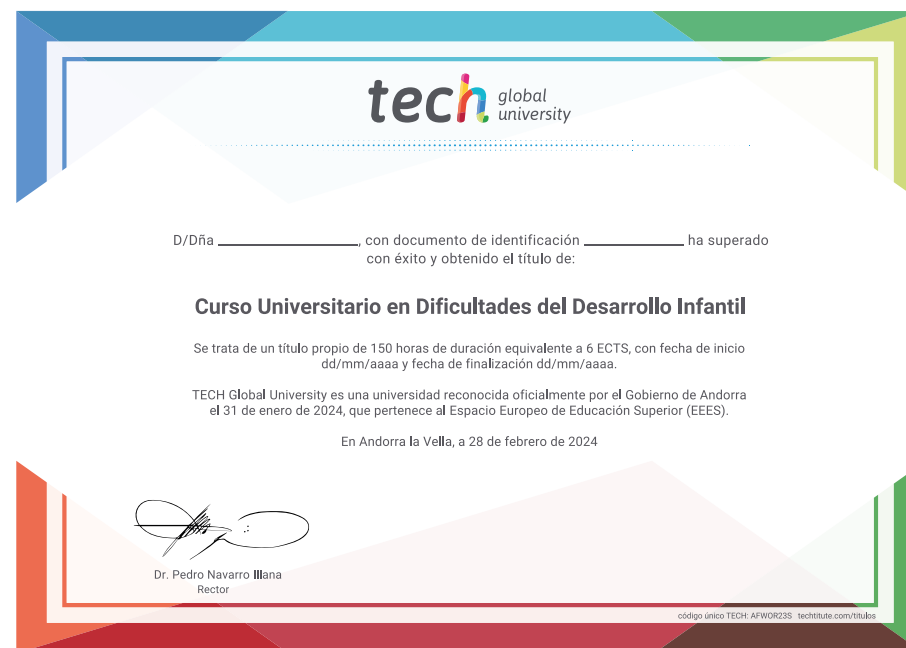 tech global university
D/Dña ____________________, con documento de identificación ______________ ha superado
con éxito y obtenido el título de:
Curso Universitario en Dificultades del Desarrollo Infantil
Se trata de un título propio de 150 horas de duración equivalente a 6 ECTS, con fecha de inicio
dd/mm/aaaa y fecha de finalización dd/mm/aaaa.
TECH Global University es una universidad reconocida oficialmente por el Gobierno de Andorra
el 31 de enero de 2024, que pertenece al Espacio Europeo de Educación Superior (EEES).
En Andorra la Vella, a 28 de febrero de 2024
Dr. Pedro Navarro Illana
Rector
código único TECH: AFWOR23S techtitute.com/titulos